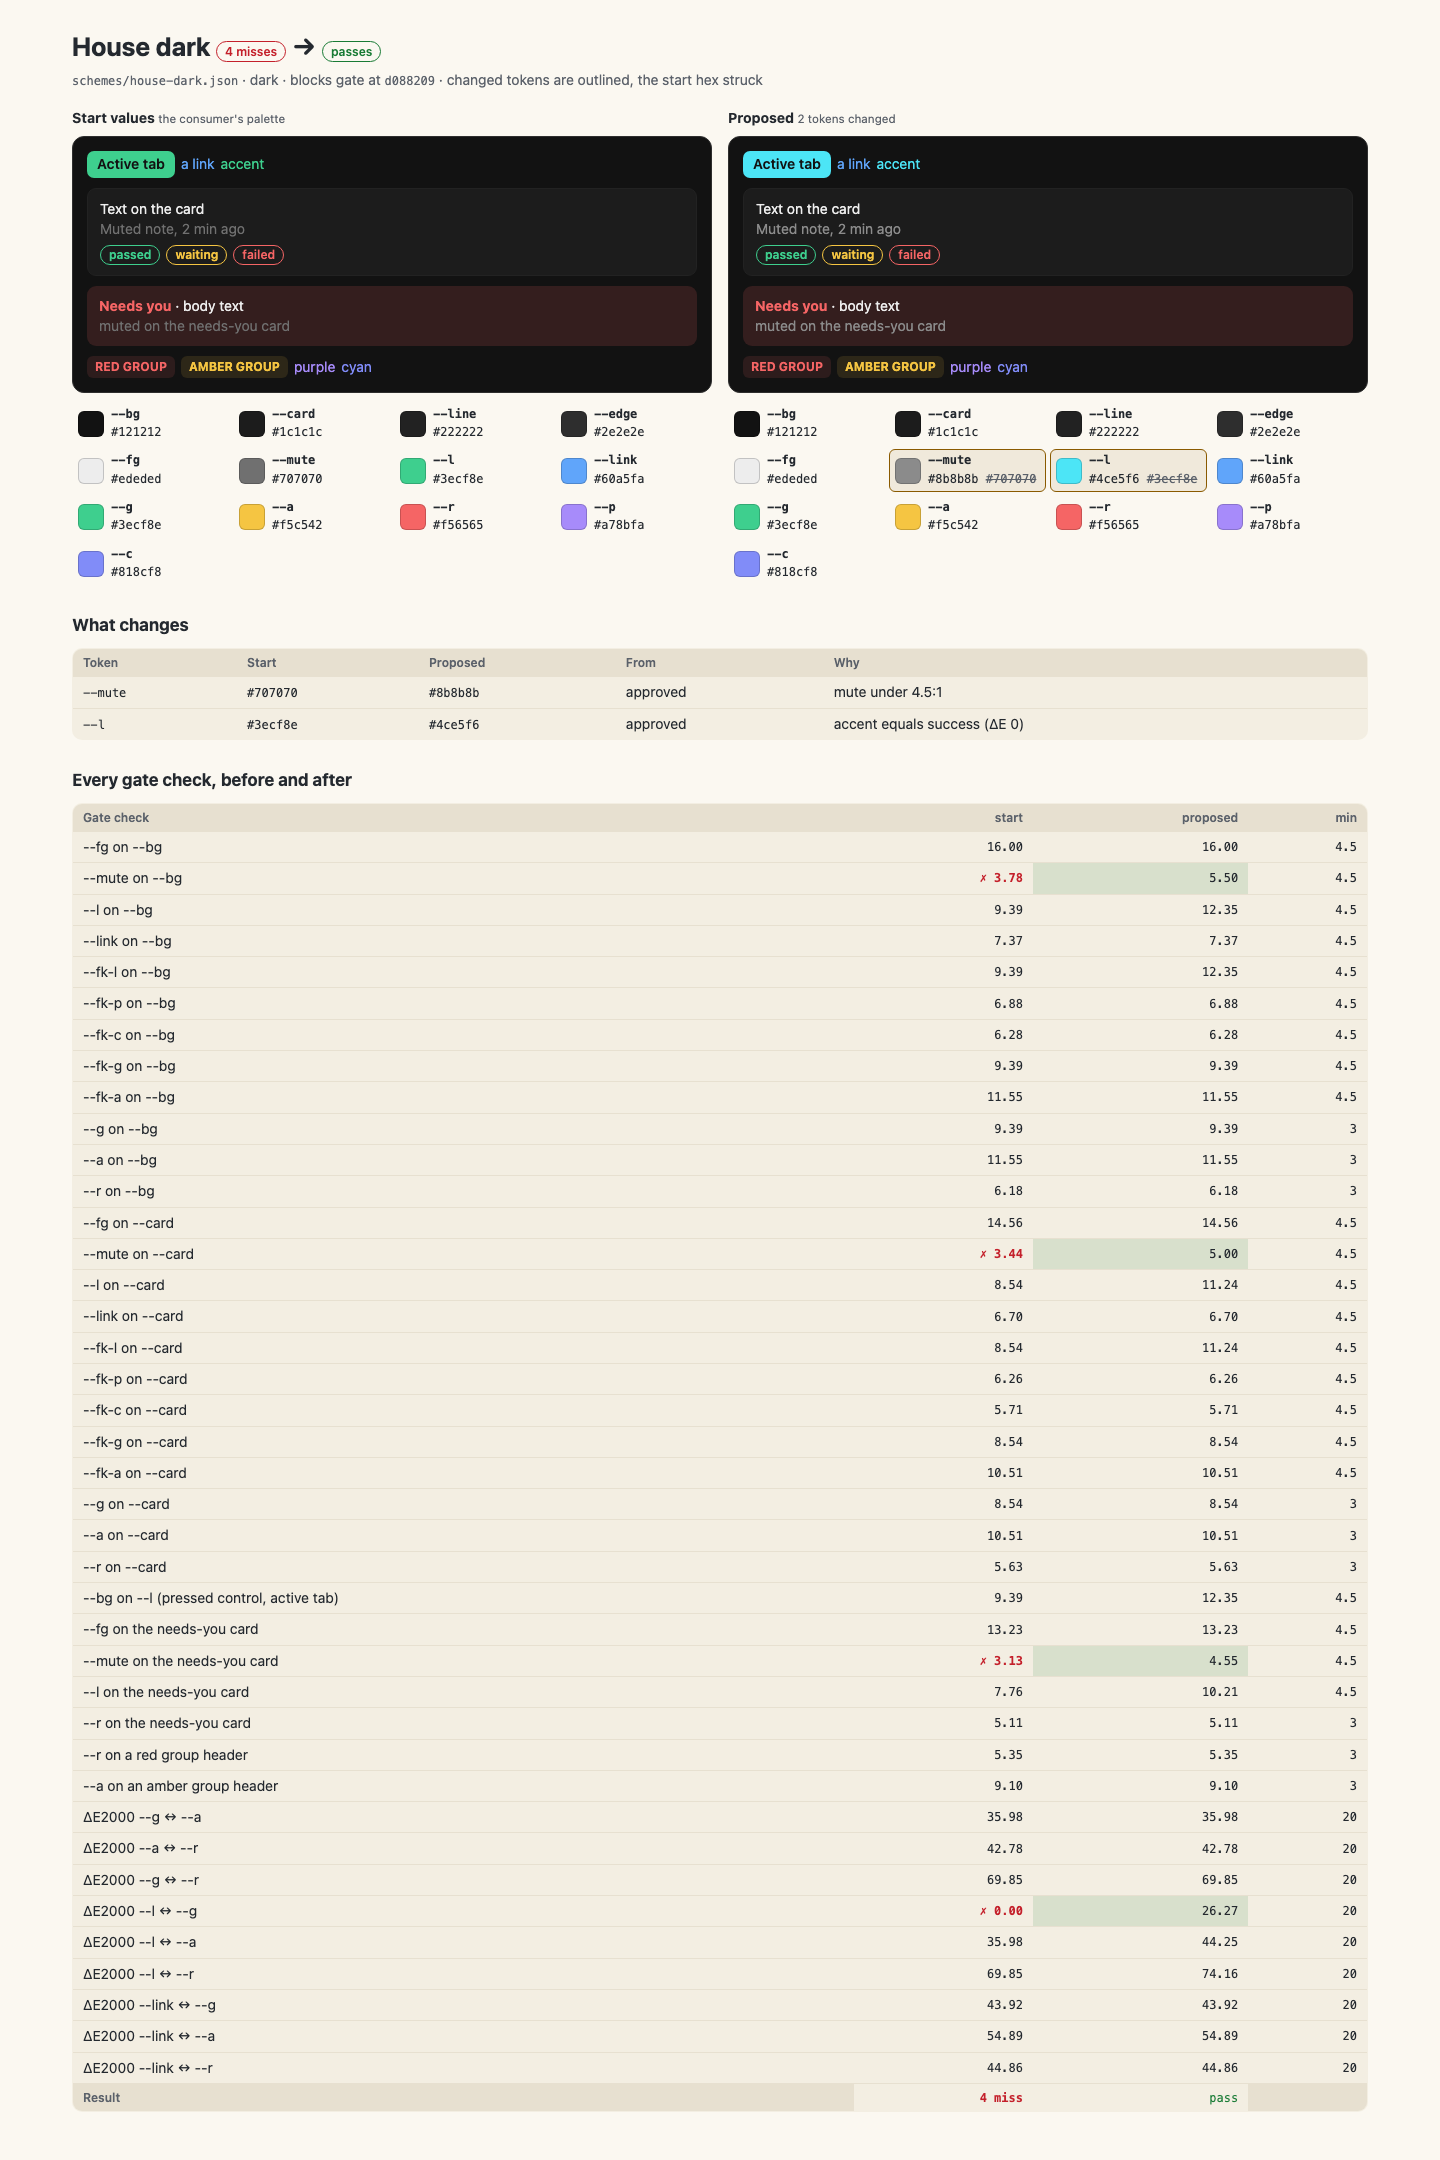 House dark 4 misses → passes
schemes/house-dark.json · dark · blocks gate at d088209 · changed tokens are outlined, the start hex struck
Start values the consumer's palette
Active tab a link accent
Text on the card
Muted note, 2 min ago
passed waiting failed
Needs you · body text
muted on the needs-you card
RED GROUP AMBER GROUP purple cyan
--bg #121212
--card #1c1c1c
--line #222222
--edge #2e2e2e
--fg #ededed
--mute #707070
--l #3ecf8e
--link #60a5fa
--g #3ecf8e
--a #f5c542
--r #f56565
--p #a78bfa
--c #818cf8
Proposed 2 tokens changed
Active tab a link accent
Text on the card
Muted note, 2 min ago
passed waiting failed
Needs you · body text
muted on the needs-you card
RED GROUP AMBER GROUP purple cyan
--bg #121212
--card #1c1c1c
--line #222222
--edge #2e2e2e
--fg #ededed
--mute #8b8b8b #707070
--l #4ce5f6 #3ecf8e
--link #60a5fa
--g #3ecf8e
--a #f5c542
--r #f56565
--p #a78bfa
--c #818cf8
What changes
Token Start Proposed From Why
--mute #707070 #8b8b8b approved mute under 4.5:1
--l #3ecf8e #4ce5f6 approved accent equals success (ΔE 0)
Every gate check, before and after
Gate check start proposed min
--fg on --bg 16.00 16.00 4.5
--mute on --bg ✗ 3.78 5.50 4.5
--l on --bg 9.39 12.35 4.5
--link on --bg 7.37 7.37 4.5
--fk-l on --bg 9.39 12.35 4.5
--fk-p on --bg 6.88 6.88 4.5
--fk-c on --bg 6.28 6.28 4.5
--fk-g on --bg 9.39 9.39 4.5
--fk-a on --bg 11.55 11.55 4.5
--g on --bg 9.39 9.39 3
--a on --bg 11.55 11.55 3
--r on --bg 6.18 6.18 3
--fg on --card 14.56 14.56 4.5
--mute on --card ✗ 3.44 5.00 4.5
--l on --card 8.54 11.24 4.5
--link on --card 6.70 6.70 4.5
--fk-l on --card 8.54 11.24 4.5
--fk-p on --card 6.26 6.26 4.5
--fk-c on --card 5.71 5.71 4.5
--fk-g on --card 8.54 8.54 4.5
--fk-a on --card 10.51 10.51 4.5
--g on --card 8.54 8.54 3
--a on --card 10.51 10.51 3
--r on --card 5.63 5.63 3
--bg on --l (pressed control, active tab) 9.39 12.35 4.5
--fg on the needs-you card 13.23 13.23 4.5
--mute on the needs-you card ✗ 3.13 4.55 4.5
--l on the needs-you card 7.76 10.21 4.5
--r on the needs-you card 5.11 5.11 3
--r on a red group header 5.35 5.35 3
--a on an amber group header 9.10 9.10 3
ΔE2000 --g ↔ --a 35.98 35.98 20
ΔE2000 --a ↔ --r 42.78 42.78 20
ΔE2000 --g ↔ --r 69.85 69.85 20
ΔE2000 --l ↔ --g ✗ 0.00 26.27 20
ΔE2000 --l ↔ --a 35.98 44.25 20
ΔE2000 --l ↔ --r 69.85 74.16 20
ΔE2000 --link ↔ --g 43.92 43.92 20
ΔE2000 --link ↔ --a 54.89 54.89 20
ΔE2000 --link ↔ --r 44.86 44.86 20
Result 4 miss pass